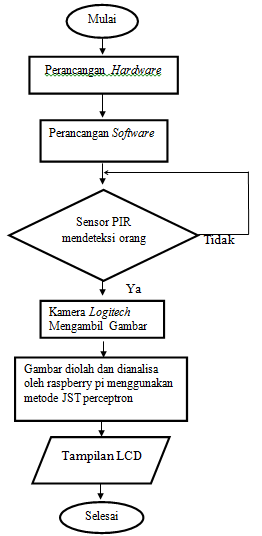 Mulai
Perancangan Hardware
Perancangan Software
Sensor PIR
mendeteksi orang
Tidak
Ya
Kamera Logitech
Mengambil Gambar
Gambar diolah dan dianalisa
oleh raspberry pi menggunakan
metode JST perceptron
Tampilan LCD
Selesai